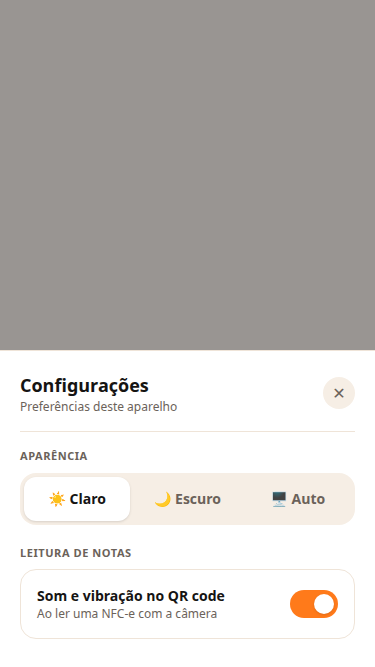 Configurações
Preferências deste aparelho
APARÊNCIA
☀️ Claro
🌙 Escuro
🖥️ Auto
LEITURA DE NOTAS
Som e vibração no QR code
Ao ler uma NFC-e com a câmera